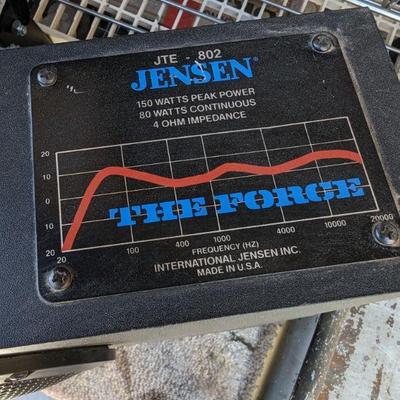 JTE - 802
JENSEN®
150 WATTS PEAK POWER
80 WATTS CONTINUOUS
4 OHM IMPEDANCE
20
10
0
10
20
THE FORCE
20 100 400 1000 4000 10000 20000
FREQUENCY (HZ)
INTERNATIONAL JENSEN INC.
MADE IN U.S.A.